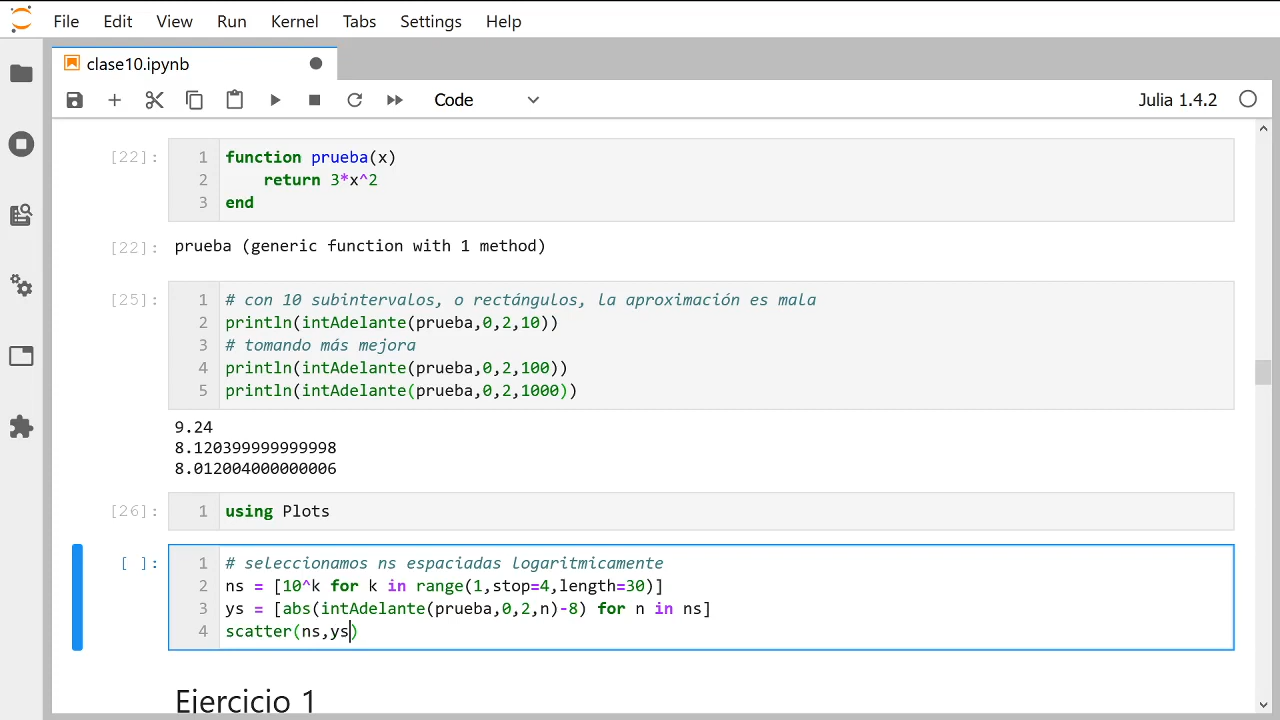 File Edit View Run Kernel Tabs Settings Help
clase10.ipynb
Code
Julia 1.4.2
[22]:
1 function prueba(x)
2 return 3*x^2
3 end
[22]: prueba (generic function with 1 method)
[25]:
1 # con 10 subintervalos, o rectángulos, la aproximación es mala
2 println(intAdelante(prueba,0,2,10))
3 # tomando más mejora
4 println(intAdelante(prueba,0,2,100))
5 println(intAdelante(prueba,0,2,1000))
9.24
8.120399999999998
8.012004000000006
[26]: 1 using Plots
[ ]:
1 # seleccionamos ns espaciadas logaritmicamente
2 ns = [10^k for k in range(1,stop=4,length=30)]
3 ys = [abs(intAdelante(prueba,0,2,n)-8) for n in ns]
4 scatter(ns,ys)
Ejercicio 1